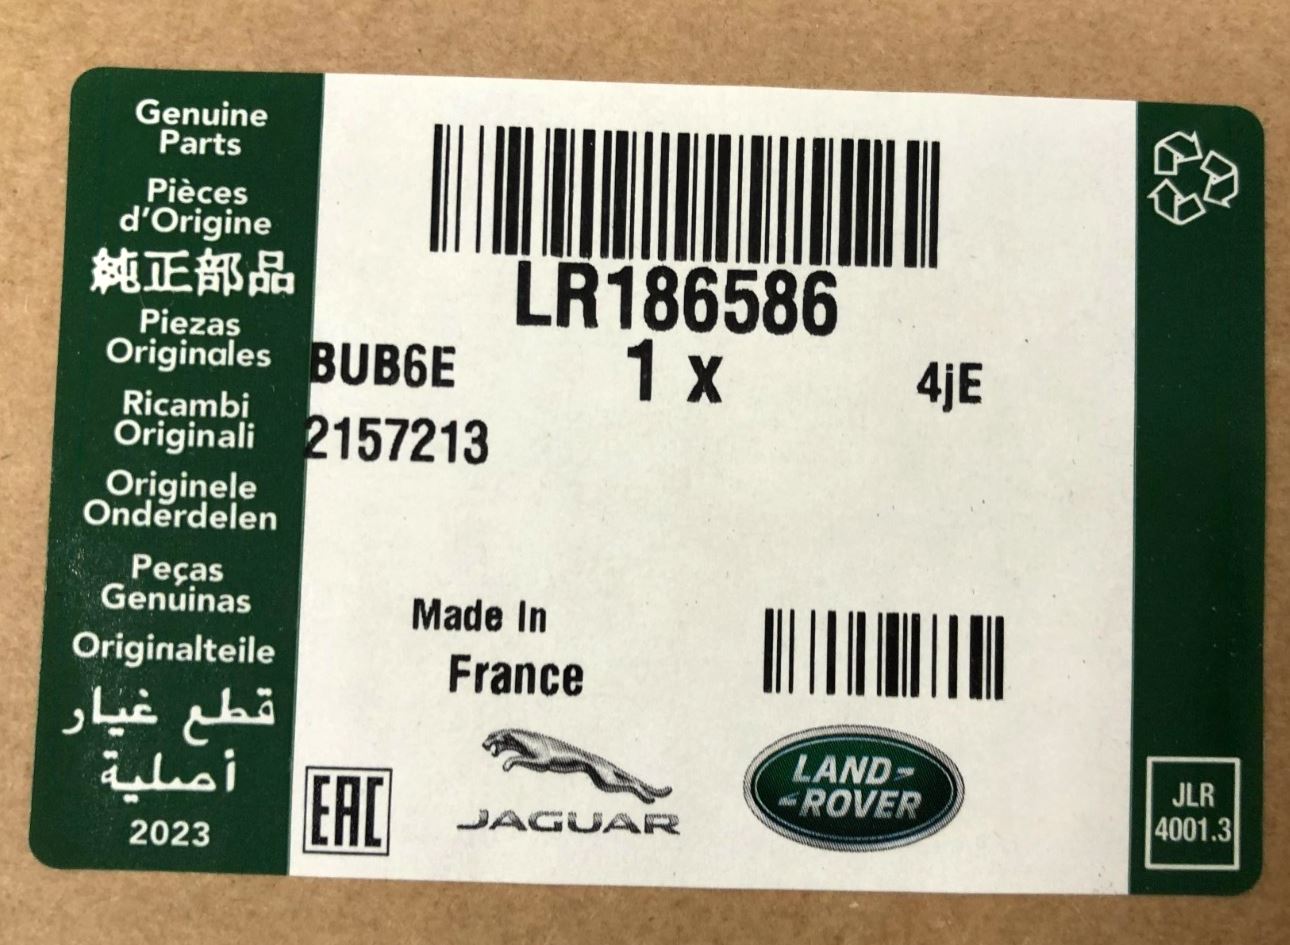 Genuine
Parts
Pièces
d'Origine
純正部品
Piezas
Originales
Ricambi
Originali
Originele
Onderdelen
Peças
Genuinas
Originalteile
قطع غيار
أصلية
2023
LR186586
BUB6E 1 x 4jE
2157213
Made In
France
EAC
JAGUAR
LAND
ROVER
JLR
4001.3